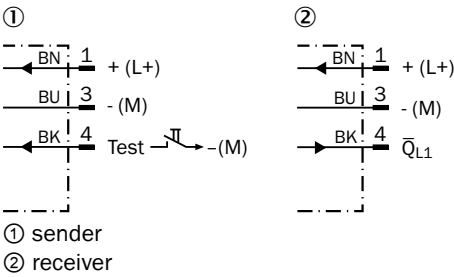 ① ②
BN 1 + (L+) BN 1 + (L+)
BU 3 - (M) BU 3 - (M)
BK 4 Test –(M) BK 4 Q̅L1
① sender
② receiver